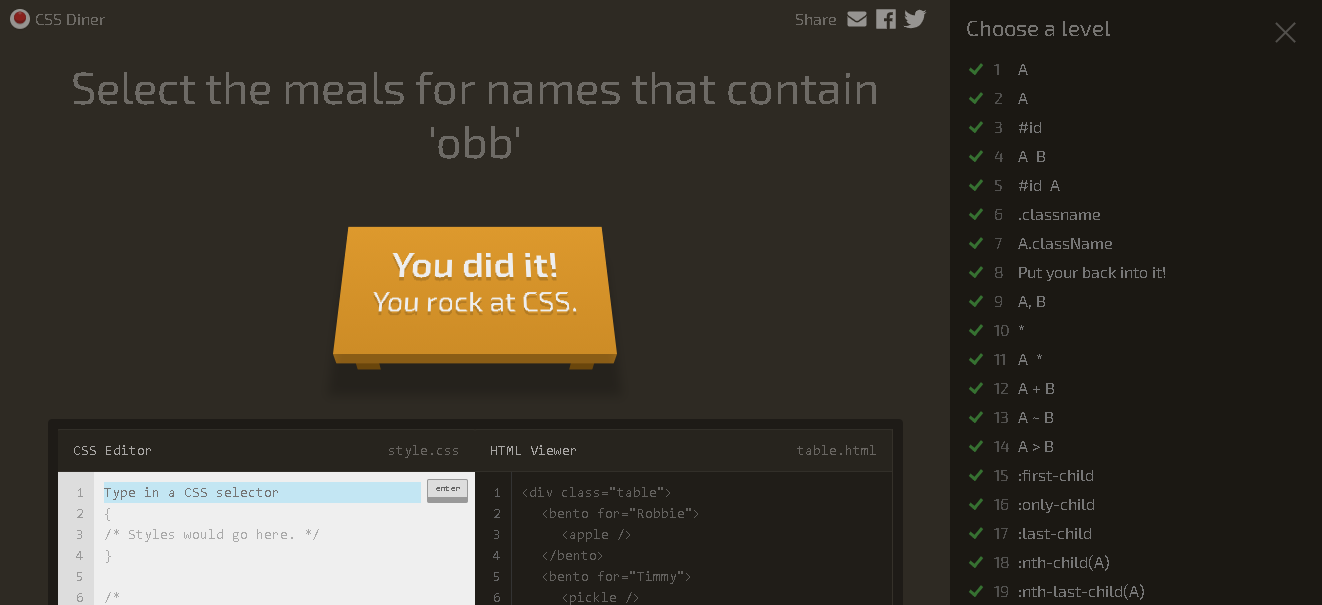 CSS Diner
Share
Select the meals for names that contain
'obb'
You did it!
You rock at CSS.
CSS Editor
style.css
HTML Viewer
table.html
1 Type in a CSS selector
enter
2 {
3 /* Styles would go here. */
4 }
5
6 /*
1 <div class="table">
2 <bento for="Robbie">
3 <apple />
4 </bento>
5 <bento for="Timmy">
6 <pickle />
Choose a level
1 A
2 A
3 #id
4 A B
5 #id A
6 .classname
7 A.className
8 Put your back into it!
9 A, B
10 *
11 A *
12 A + B
13 A ~ B
14 A > B
15 :first-child
16 :only-child
17 :last-child
18 :nth-child(A)
19 :nth-last-child(A)